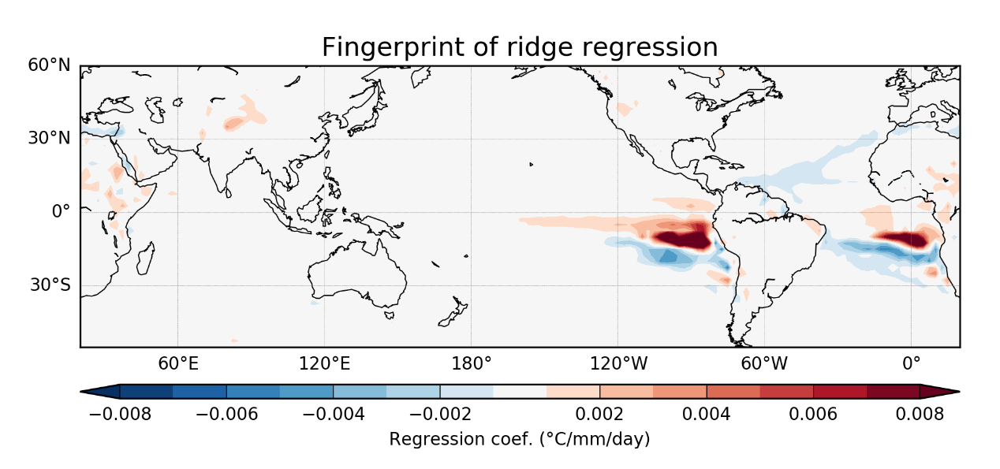 Fingerprint of ridge regression
60°N
30°N
0°
30°S
60°E 120°E 180° 120°W 60°W 0°
−0.008 −0.006 −0.004 −0.002 0.002 0.004 0.006 0.008
Regression coef. (°C/mm/day)